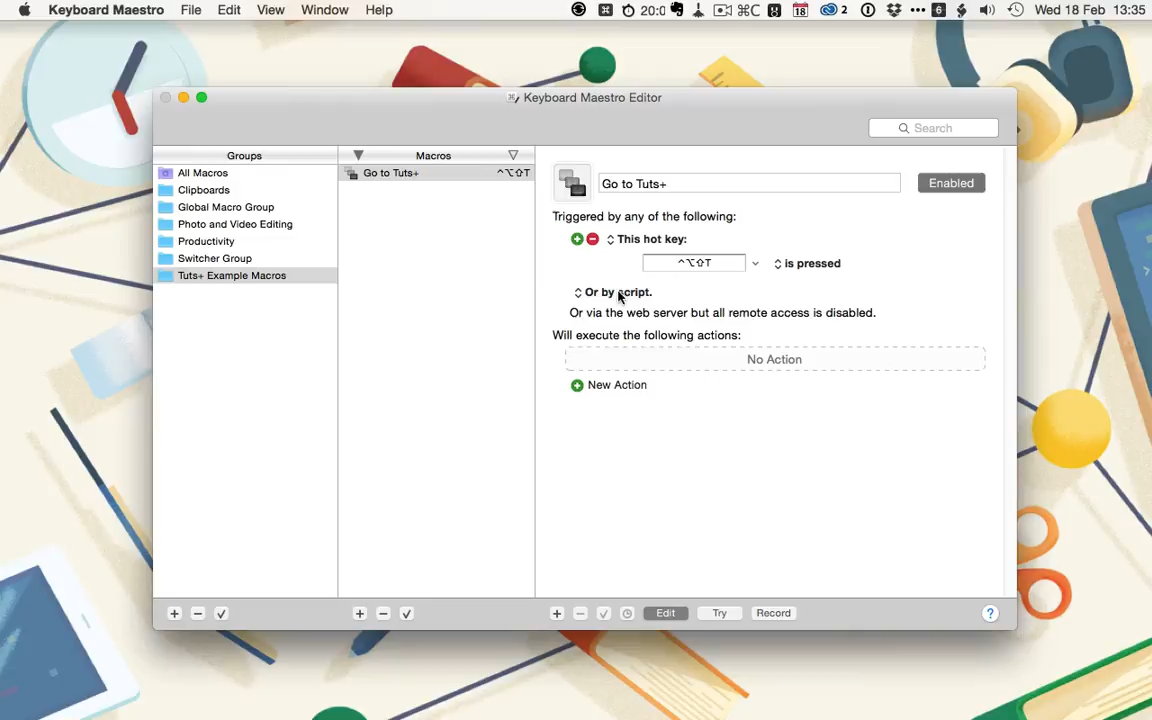 Keyboard Maestro File Edit View Window Help 20:0 ⌘C 18 2 6 Wed 18 Feb 13:35
Keyboard Maestro Editor
Search
Groups Macros
All Macros
Clipboards
Global Macro Group
Photo and Video Editing
Productivity
Switcher Group
Tuts+ Example Macros
Go to Tuts+ ⌃⌥⇧T
Go to Tuts+ Enabled
Triggered by any of the following:
This hot key:
⌃⌥⇧T is pressed
Or by script.
Or via the web server but all remote access is disabled.
Will execute the following actions:
No Action
New Action
Edit Try Record ?